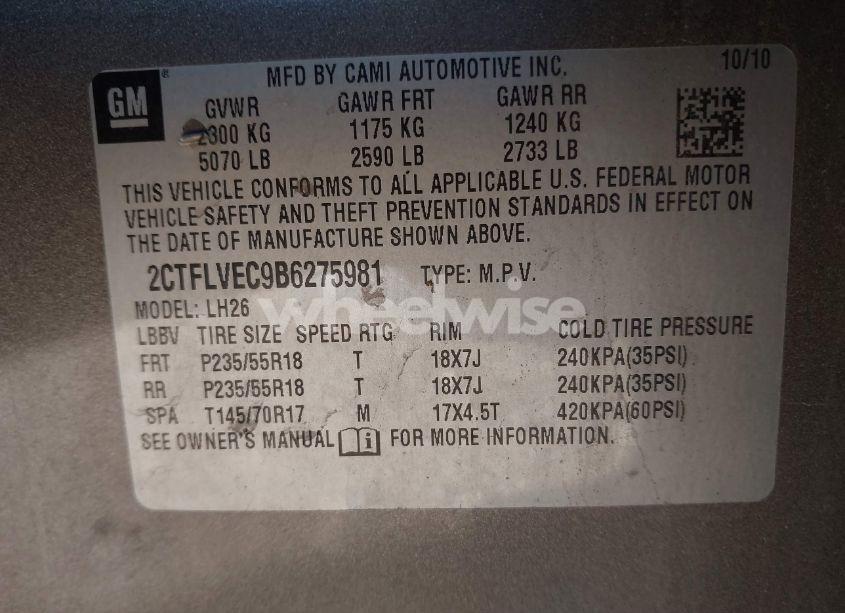 GM ®
MFD BY CAMI AUTOMOTIVE INC. 10/10
GVWR GAWR FRT GAWR RR
2300 KG 1175 KG 1240 KG
5070 LB 2590 LB 2733 LB
THIS VEHICLE CONFORMS TO ALL APPLICABLE U.S. FEDERAL MOTOR
VEHICLE SAFETY AND THEFT PREVENTION STANDARDS IN EFFECT ON
THE DATE OF MANUFACTURE SHOWN ABOVE.
2CTFLVEC9B6275981 TYPE: M.P.V.
MODEL: LH26
wheelwise
LBBV TIRE SIZE SPEED RTG RIM COLD TIRE PRESSURE
FRT P235/55R18 T 18X7J 240KPA(35PSI)
RR P235/55R18 T 18X7J 240KPA(35PSI)
SPA T145/70R17 M 17X4.5T 420KPA(60PSI)
SEE OWNER'S MANUAL i FOR MORE INFORMATION.